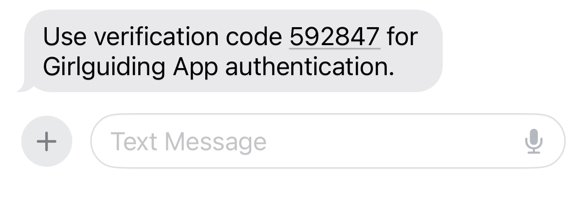 Use verification code 592847 for
Girlguiding App authentication.
Text Message